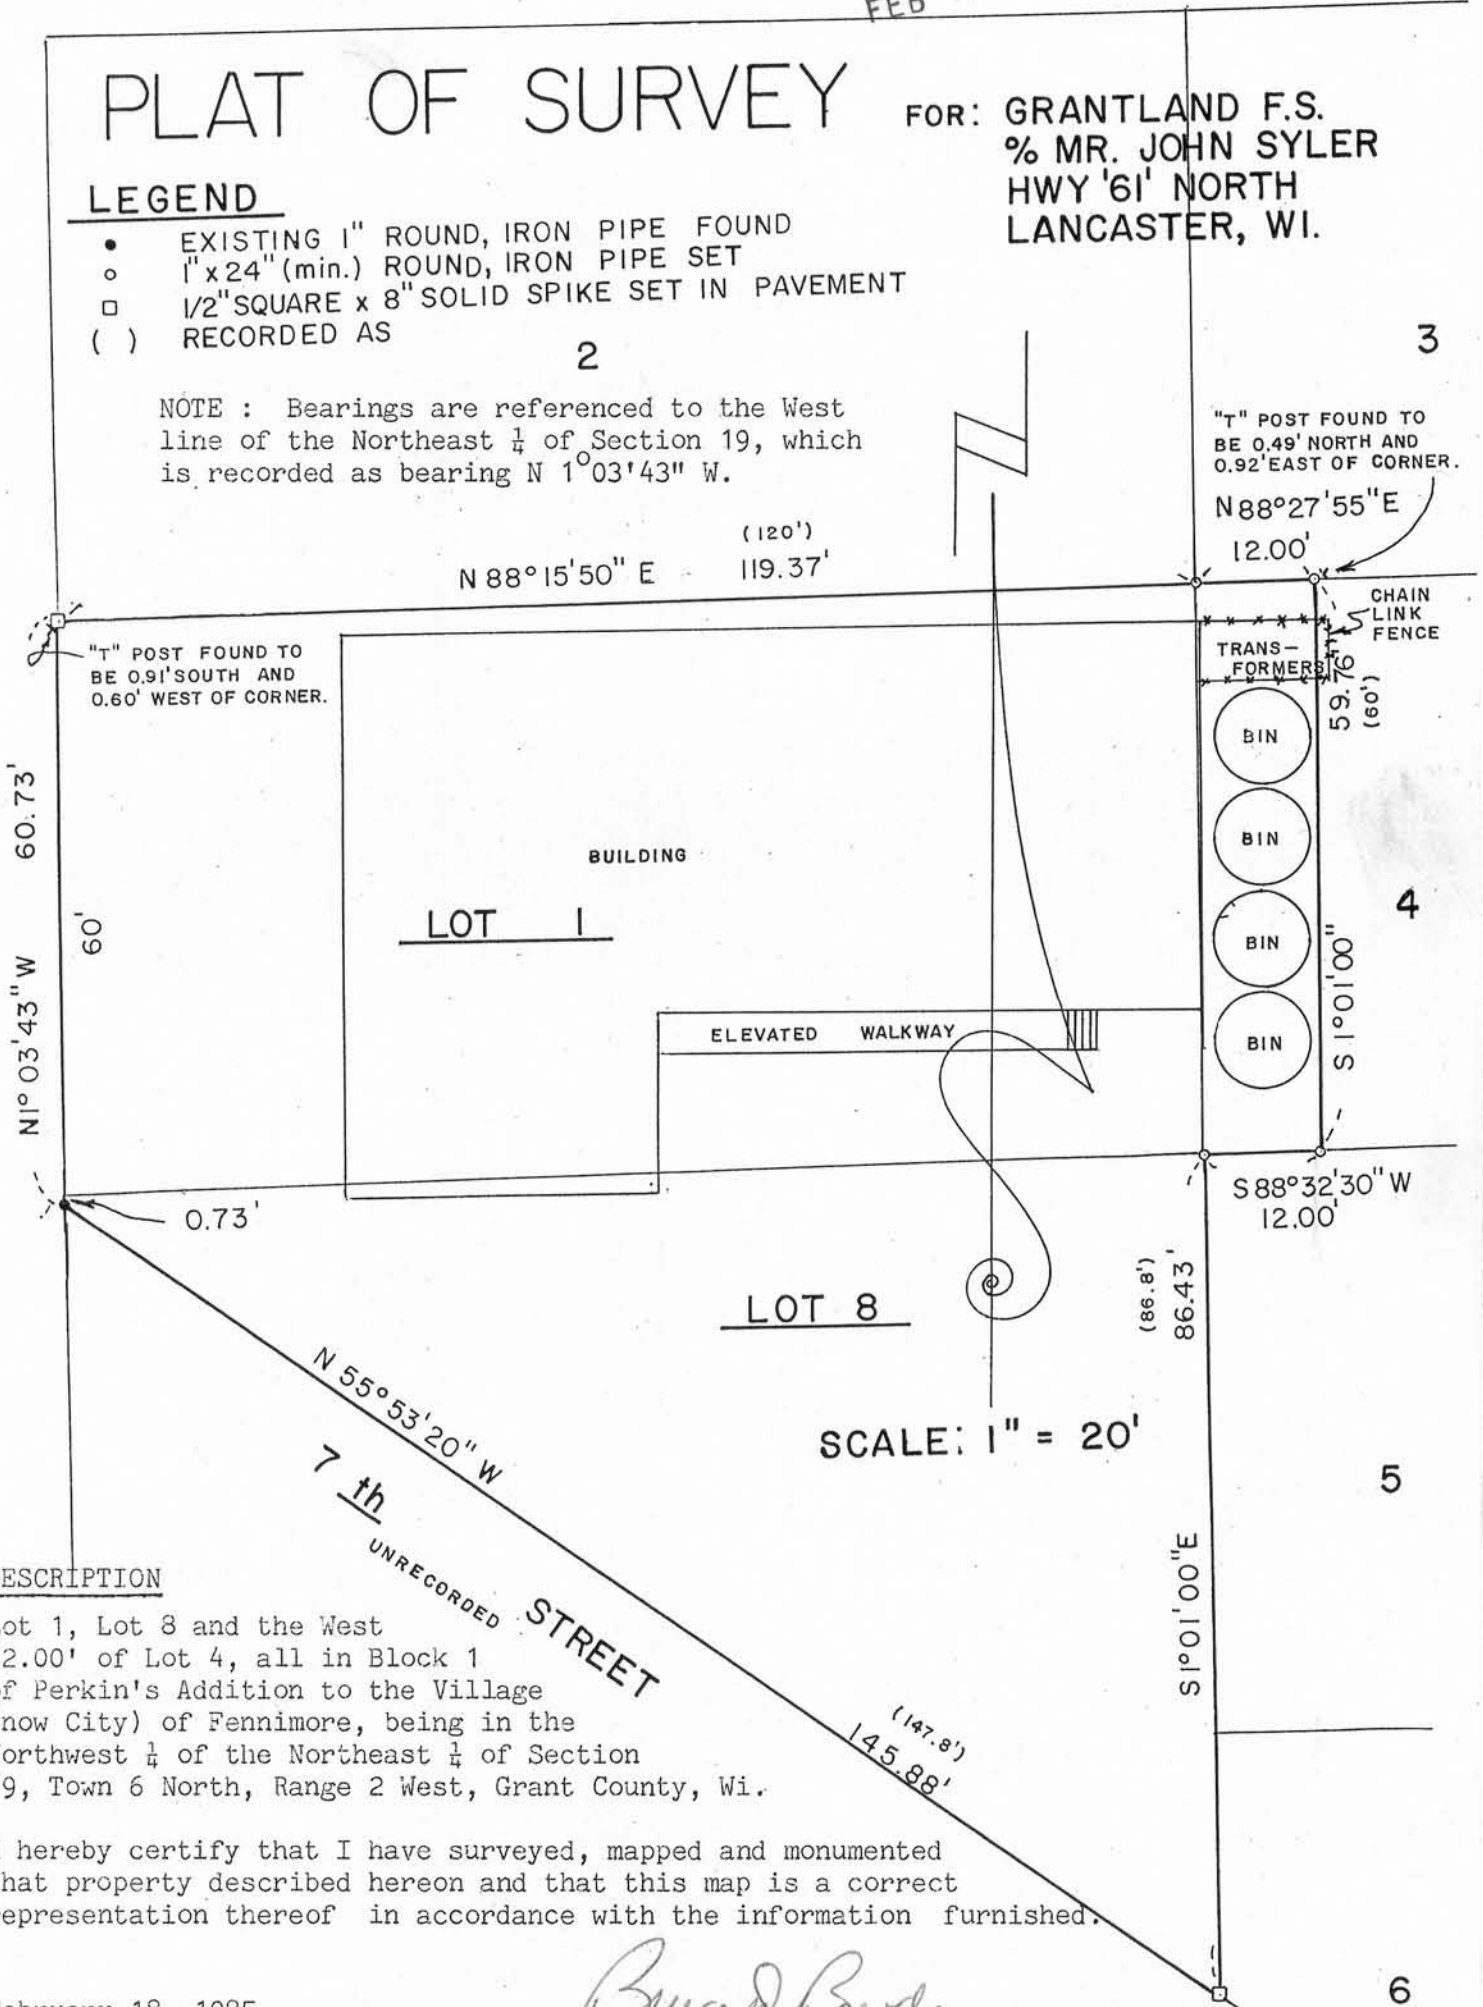 FEB
PLAT OF SURVEY
FOR: GRANTLAND F.S.
% MR. JOHN SYLER
HWY '61' NORTH
LANCASTER, WI.
LEGEND
● EXISTING 1" ROUND, IRON PIPE FOUND
○ 1" x 24" (min.) ROUND, IRON PIPE SET
□ 1/2" SQUARE x 8" SOLID SPIKE SET IN PAVEMENT
( ) RECORDED AS
2
3
NOTE : Bearings are referenced to the West
line of the Northeast ¼ of Section 19, which
is recorded as bearing N 1°03'43" W.
"T" POST FOUND TO
BE 0.49' NORTH AND
0.92' EAST OF CORNER.
N 88°27'55" E
12.00'
(120')
N 88°15'50" E 119.37'
CHAIN
LINK
FENCE
"T" POST FOUND TO
BE 0.91' SOUTH AND
0.60' WEST OF CORNER.
TRANS-
FORMERS
59.76'
(60')
BIN
BIN
BIN
BIN
N 1° 03' 43" W 60.73'
60'
BUILDING
LOT 1
4
S 1°01'00"
ELEVATED WALKWAY
0.73'
S 88°32'30" W
12.00'
LOT 8
(86.8')
86.43'
N 55°53'20" W
SCALE: 1" = 20'
7 th
UNRECORDED
STREET
5
S 1°01'00" E
(147.8')
145.88'
ESCRIPTION
ot 1, Lot 8 and the West
2.00' of Lot 4, all in Block 1
f Perkin's Addition to the Village
now City) of Fennimore, being in the
orthwest ¼ of the Northeast ¼ of Section
9, Town 6 North, Range 2 West, Grant County, Wi.
hereby certify that I have surveyed, mapped and monumented
hat property described hereon and that this map is a correct
epresentation thereof in accordance with the information furnished.
6